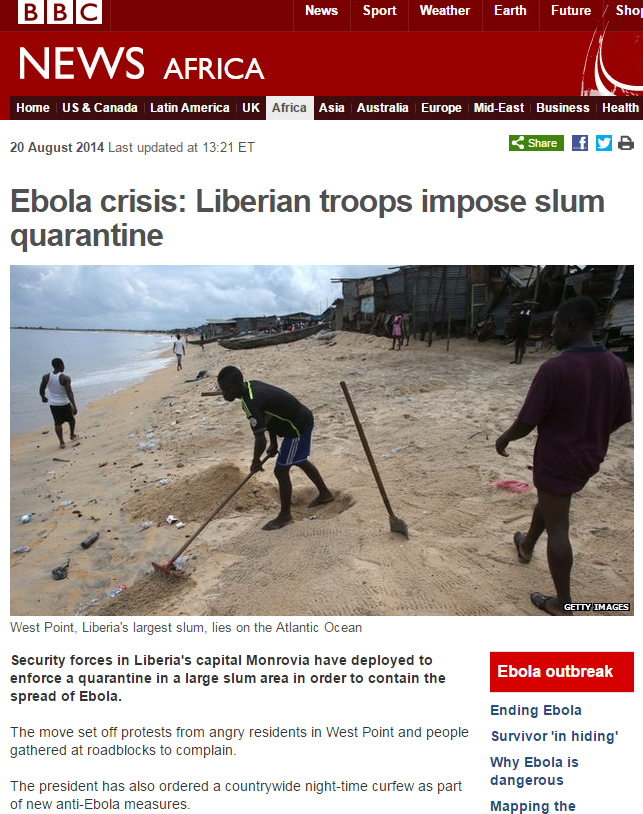 BBC
News Sport Weather Earth Future Shop
NEWS AFRICA
Home US & Canada Latin America UK Africa Asia Australia Europe Mid-East Business Health
20 August 2014 Last updated at 13:21 ET
Share
Ebola crisis: Liberian troops impose slum
quarantine
GETTY IMAGES
West Point, Liberia's largest slum, lies on the Atlantic Ocean
Security forces in Liberia's capital Monrovia have deployed to
enforce a quarantine in a large slum area in order to contain the
spread of Ebola.
The move set off protests from angry residents in West Point and people
gathered at roadblocks to complain.
The president has also ordered a countrywide night-time curfew as part
of new anti-Ebola measures.
Ebola outbreak
Ending Ebola
Survivor 'in hiding'
Why Ebola is
dangerous
Mapping the